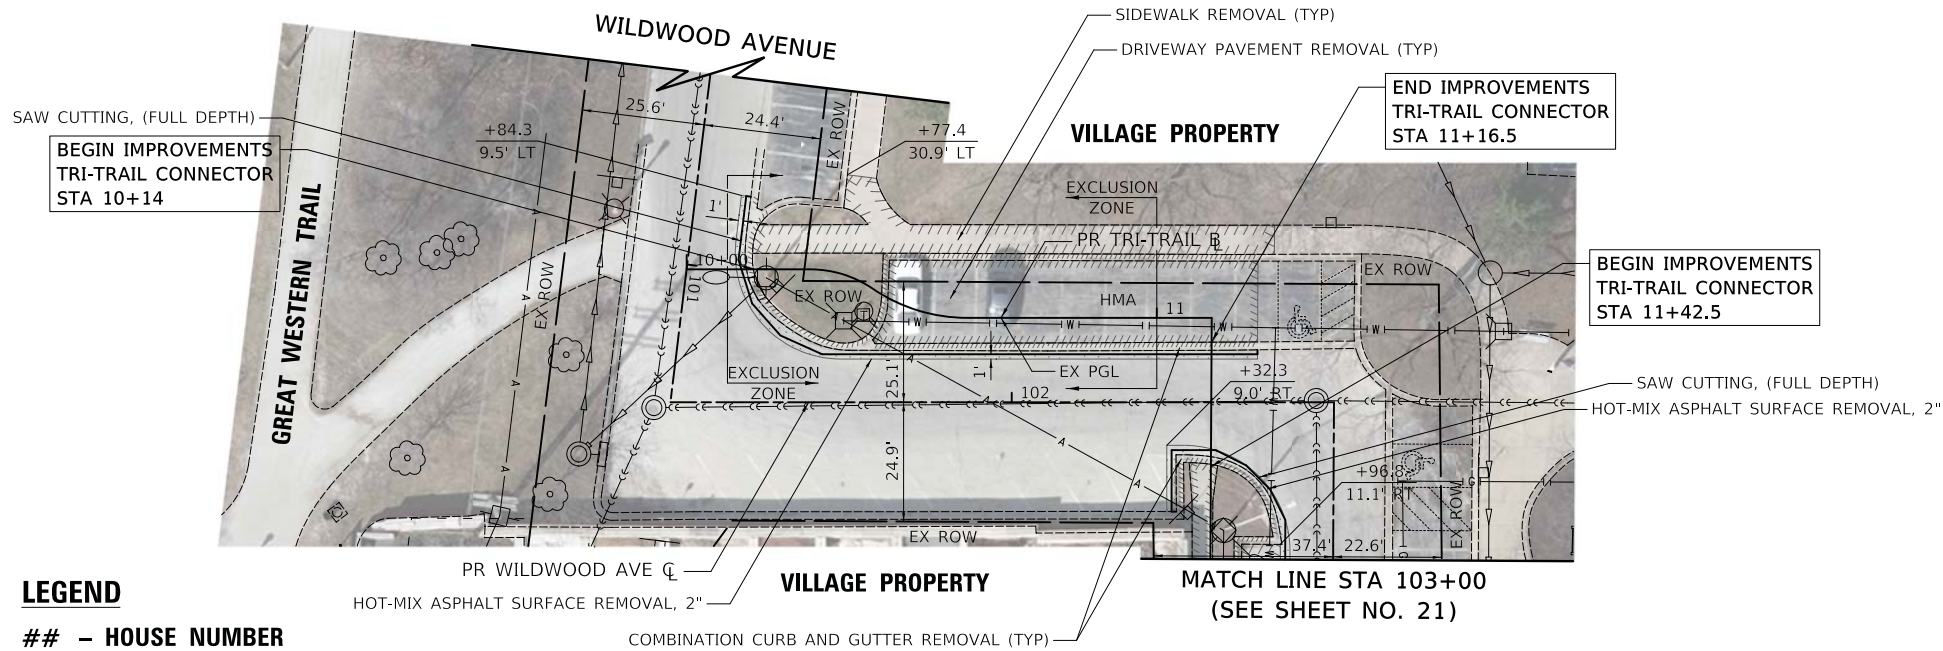 WILDWOOD AVENUE
SIDEWALK REMOVAL (TYP)
DRIVEWAY PAVEMENT REMOVAL (TYP)
END IMPROVEMENTS
TRI-TRAIL CONNECTOR
STA 11+16.5
SAW CUTTING, (FULL DEPTH)
BEGIN IMPROVEMENTS
TRI-TRAIL CONNECTOR
STA 10+14
25.6'
24.4'
+84.3
9.5' LT
EX ROW
+77.4
30.9' LT
VILLAGE PROPERTY
EXCLUSION
ZONE
1'
PR TRI-TRAIL BL
GREAT WESTERN TRAIL
EX ROW
A
A
A
10+00
101
EX ROW
A
HMA
11
EX ROW
W
W
W
W
BEGIN IMPROVEMENTS
TRI-TRAIL CONNECTOR
STA 11+42.5
EXCLUSION
ZONE
25.1'
1'
EX PGL
+32.3
9.0' RT
102
A
A
A
SAW CUTTING, (FULL DEPTH)
HOT-MIX ASPHALT SURFACE REMOVAL, 2"
24.9'
+96.8
11.1' RT
G
G
EX ROW
W
EX ROW
37.4'
22.6'
PR WILDWOOD AVE CL
VILLAGE PROPERTY
MATCH LINE STA 103+00
(SEE SHEET NO. 21)
HOT-MIX ASPHALT SURFACE REMOVAL, 2"
COMBINATION CURB AND GUTTER REMOVAL (TYP)
LEGEND
## - HOUSE NUMBER